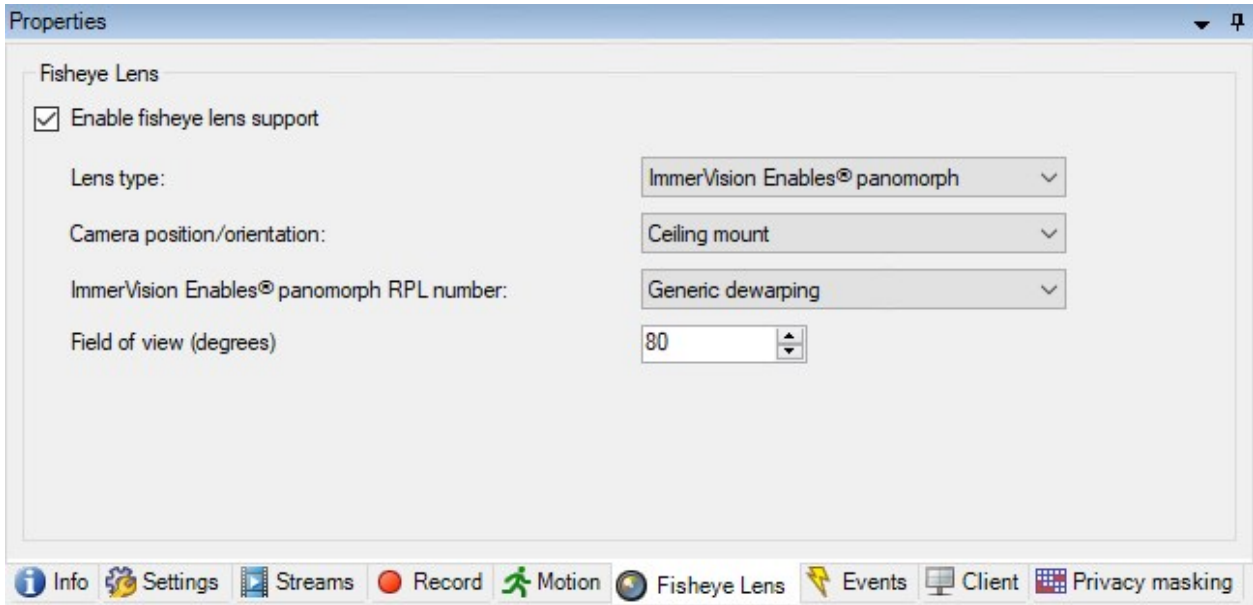 Properties
Fisheye Lens
Enable fisheye lens support
Lens type: ImmerVision Enables® panomorph
Camera position/orientation: Ceiling mount
ImmerVision Enables® panomorph RPL number: Generic dewarping
Field of view (degrees) 80
Info Settings Streams Record Motion Fisheye Lens Events Client Privacy masking